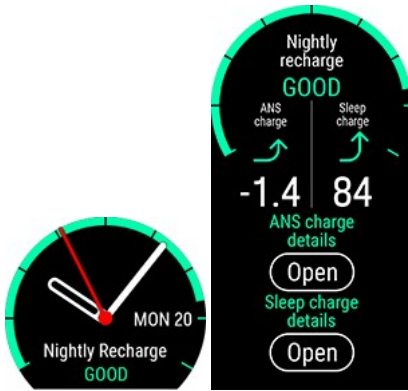 MON 20
Nightly Recharge
GOOD
Nightly
recharge
GOOD
ANS
charge
Sleep
charge
-1.4
84
ANS charge
details
Open
Sleep charge
details
Open